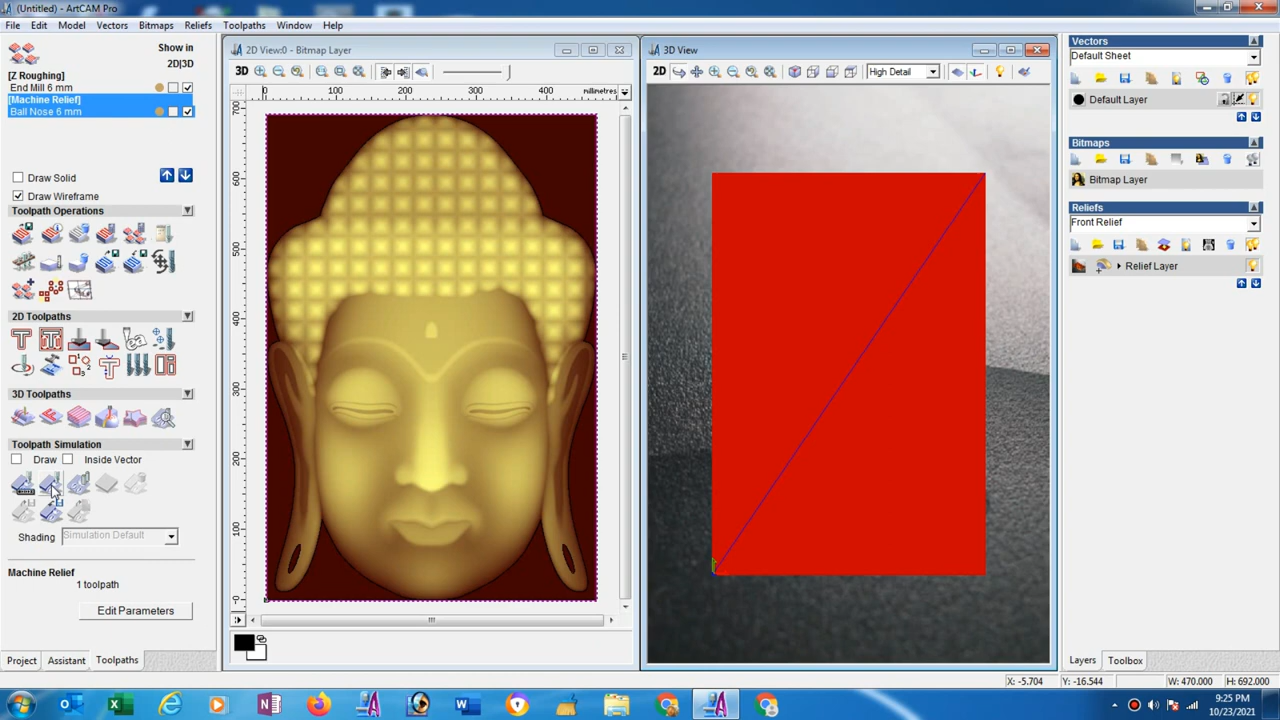 (Untitled) - ArtCAM Pro
File Edit Model Vectors Bitmaps Reliefs Toolpaths Window Help
Show in
2D|3D
[Z Roughing]
End Mill 6 mm
[Machine Relief]
Ball Nose 6 mm
Draw Solid
Draw Wireframe
Toolpath Operations
2D Toolpaths
3D Toolpaths
Toolpath Simulation
Draw Inside Vector
Shading Simulation Default
Machine Relief
1 toolpath
Edit Parameters
Project Assistant Toolpaths
2D View:0 - Bitmap Layer
3D
0 100 200 300 400 millimetres
700
600
500
400
300
200
100
-0
3D View
2D High Detail
Vectors
Default Sheet
Default Layer
Bitmaps
Bitmap Layer
Reliefs
Front Relief
Relief Layer
Layers Toolbox
X: -5.704 Y: -16.544 W: 470.000 H: 692.000
9:25 PM
10/23/2021